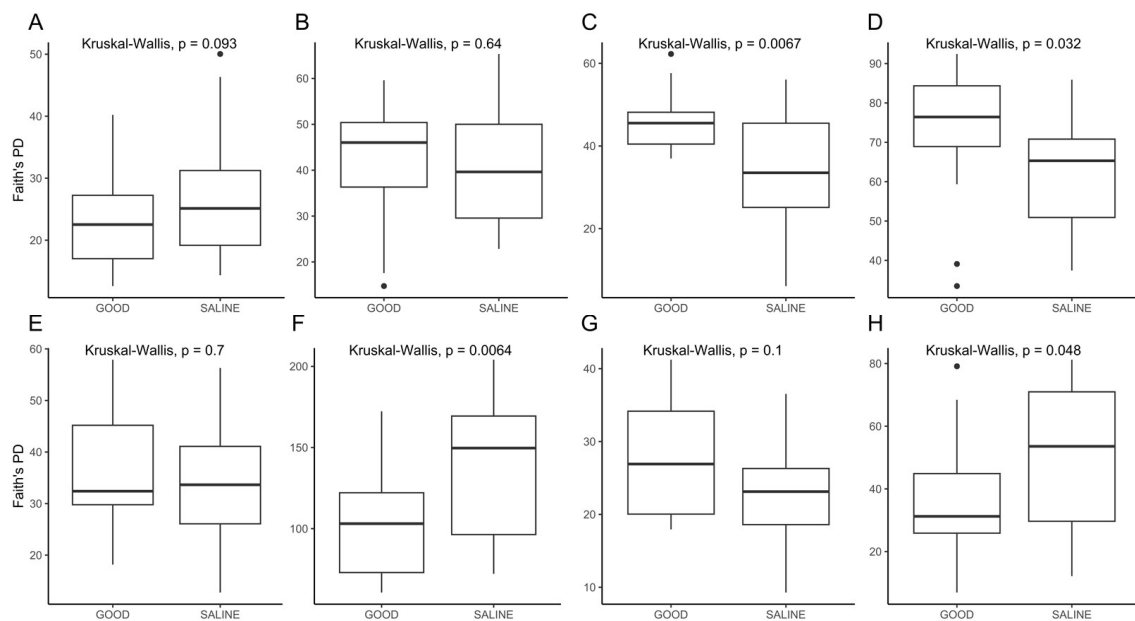 A
B
C
D
Kruskal-Wallis, p = 0.093
Kruskal-Wallis, p = 0.64
Kruskal-Wallis, p = 0.0067
Kruskal-Wallis, p = 0.032
Faith's PD
50
40
30
20
60
50
40
30
20
60
40
20
90
80
70
60
50
40
GOOD
SALINE
GOOD
SALINE
GOOD
SALINE
GOOD
SALINE
E
F
G
H
Kruskal-Wallis, p = 0.7
Kruskal-Wallis, p = 0.0064
Kruskal-Wallis, p = 0.1
Kruskal-Wallis, p = 0.048
Faith's PD
60
50
40
30
20
200
150
100
40
30
20
10
80
60
40
20
GOOD
SALINE
GOOD
SALINE
GOOD
SALINE
GOOD
SALINE